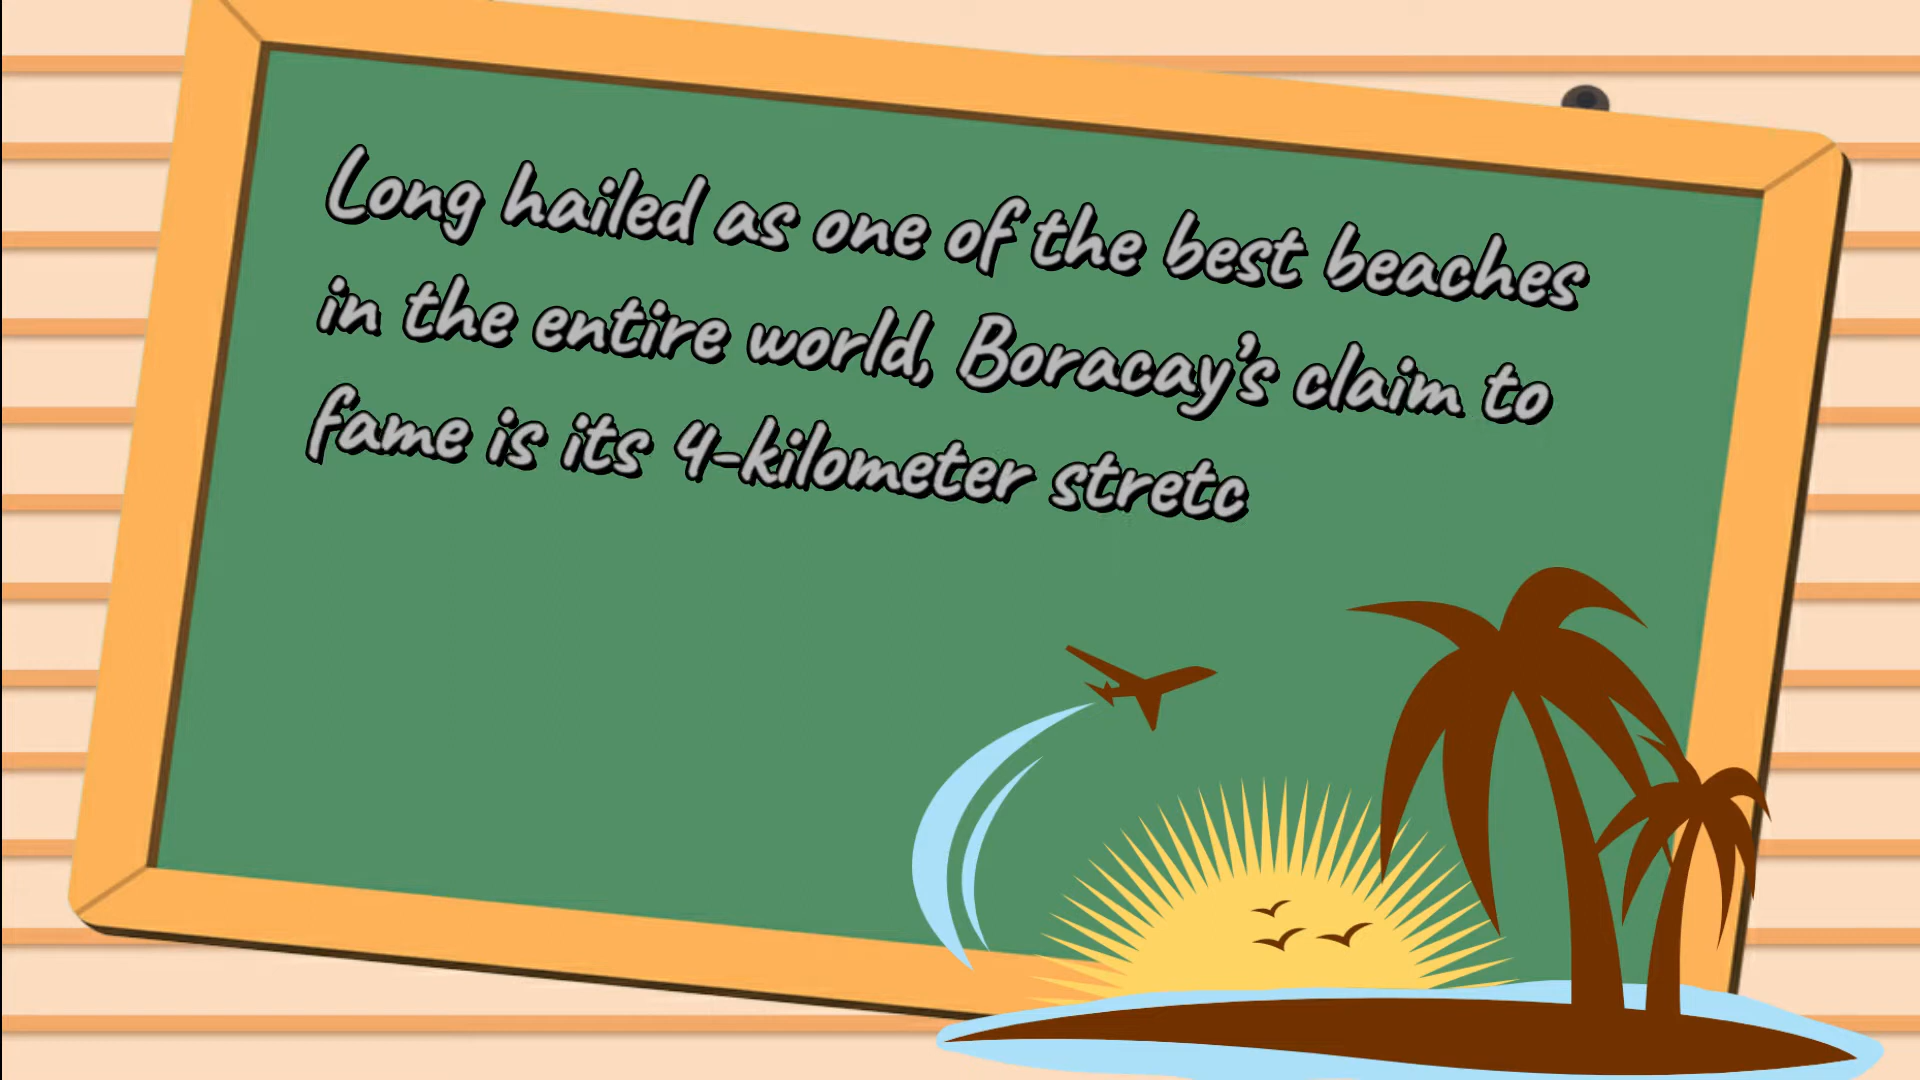 Long hailed as one of the best beaches
in the entire world, Boracay’s claim to
fame is its 4-kilometer stretc